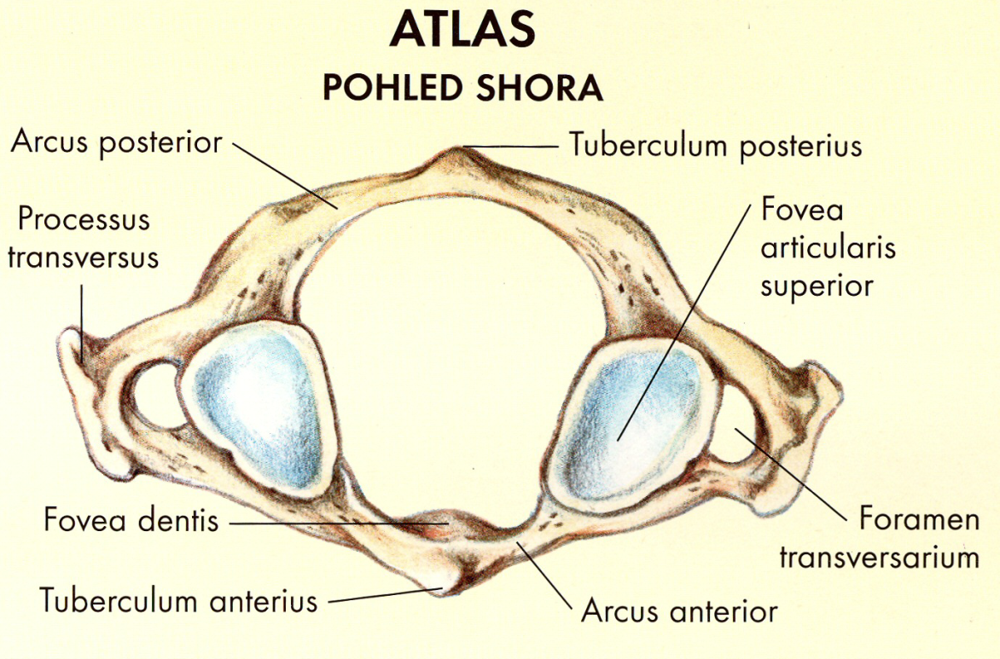 ATLAS
POHLED SHORA
Arcus posterior
Tuberculum posterius
Processus
transversus
Fovea
articularis
superior
Fovea dentis
Foramen
transversarium
Tuberculum anterius
Arcus anterior